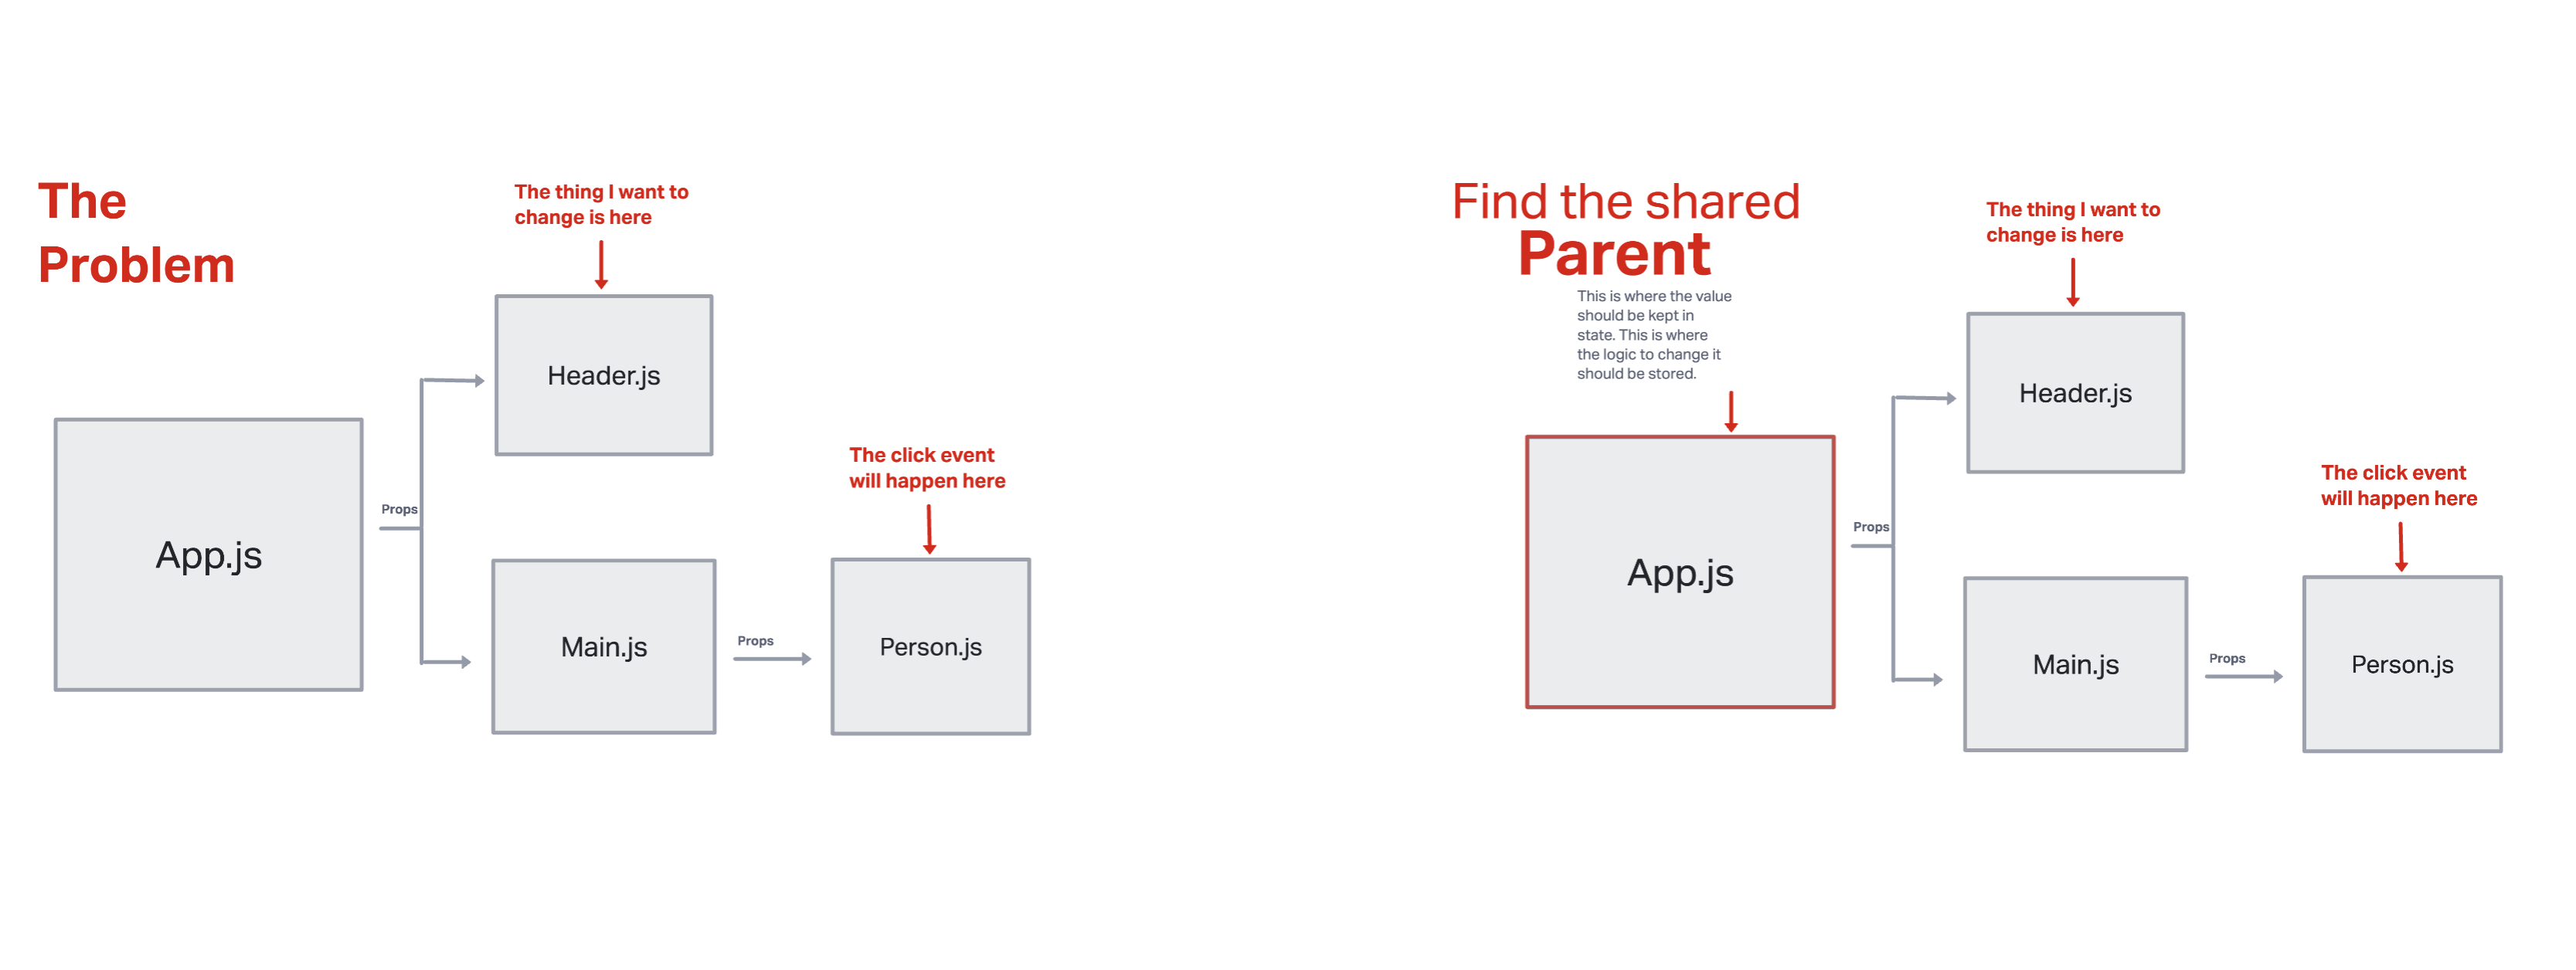 The
Problem
The thing I want to
change is here
Header.js
The click event
will happen here
Props
App.js
Main.js
Props
Person.js
Find the shared
Parent
This is where the value
should be kept in
state. This is where
the logic to change it
should be stored.
The thing I want to
change is here
Header.js
The click event
will happen here
Props
App.js
Main.js
Props
Person.js